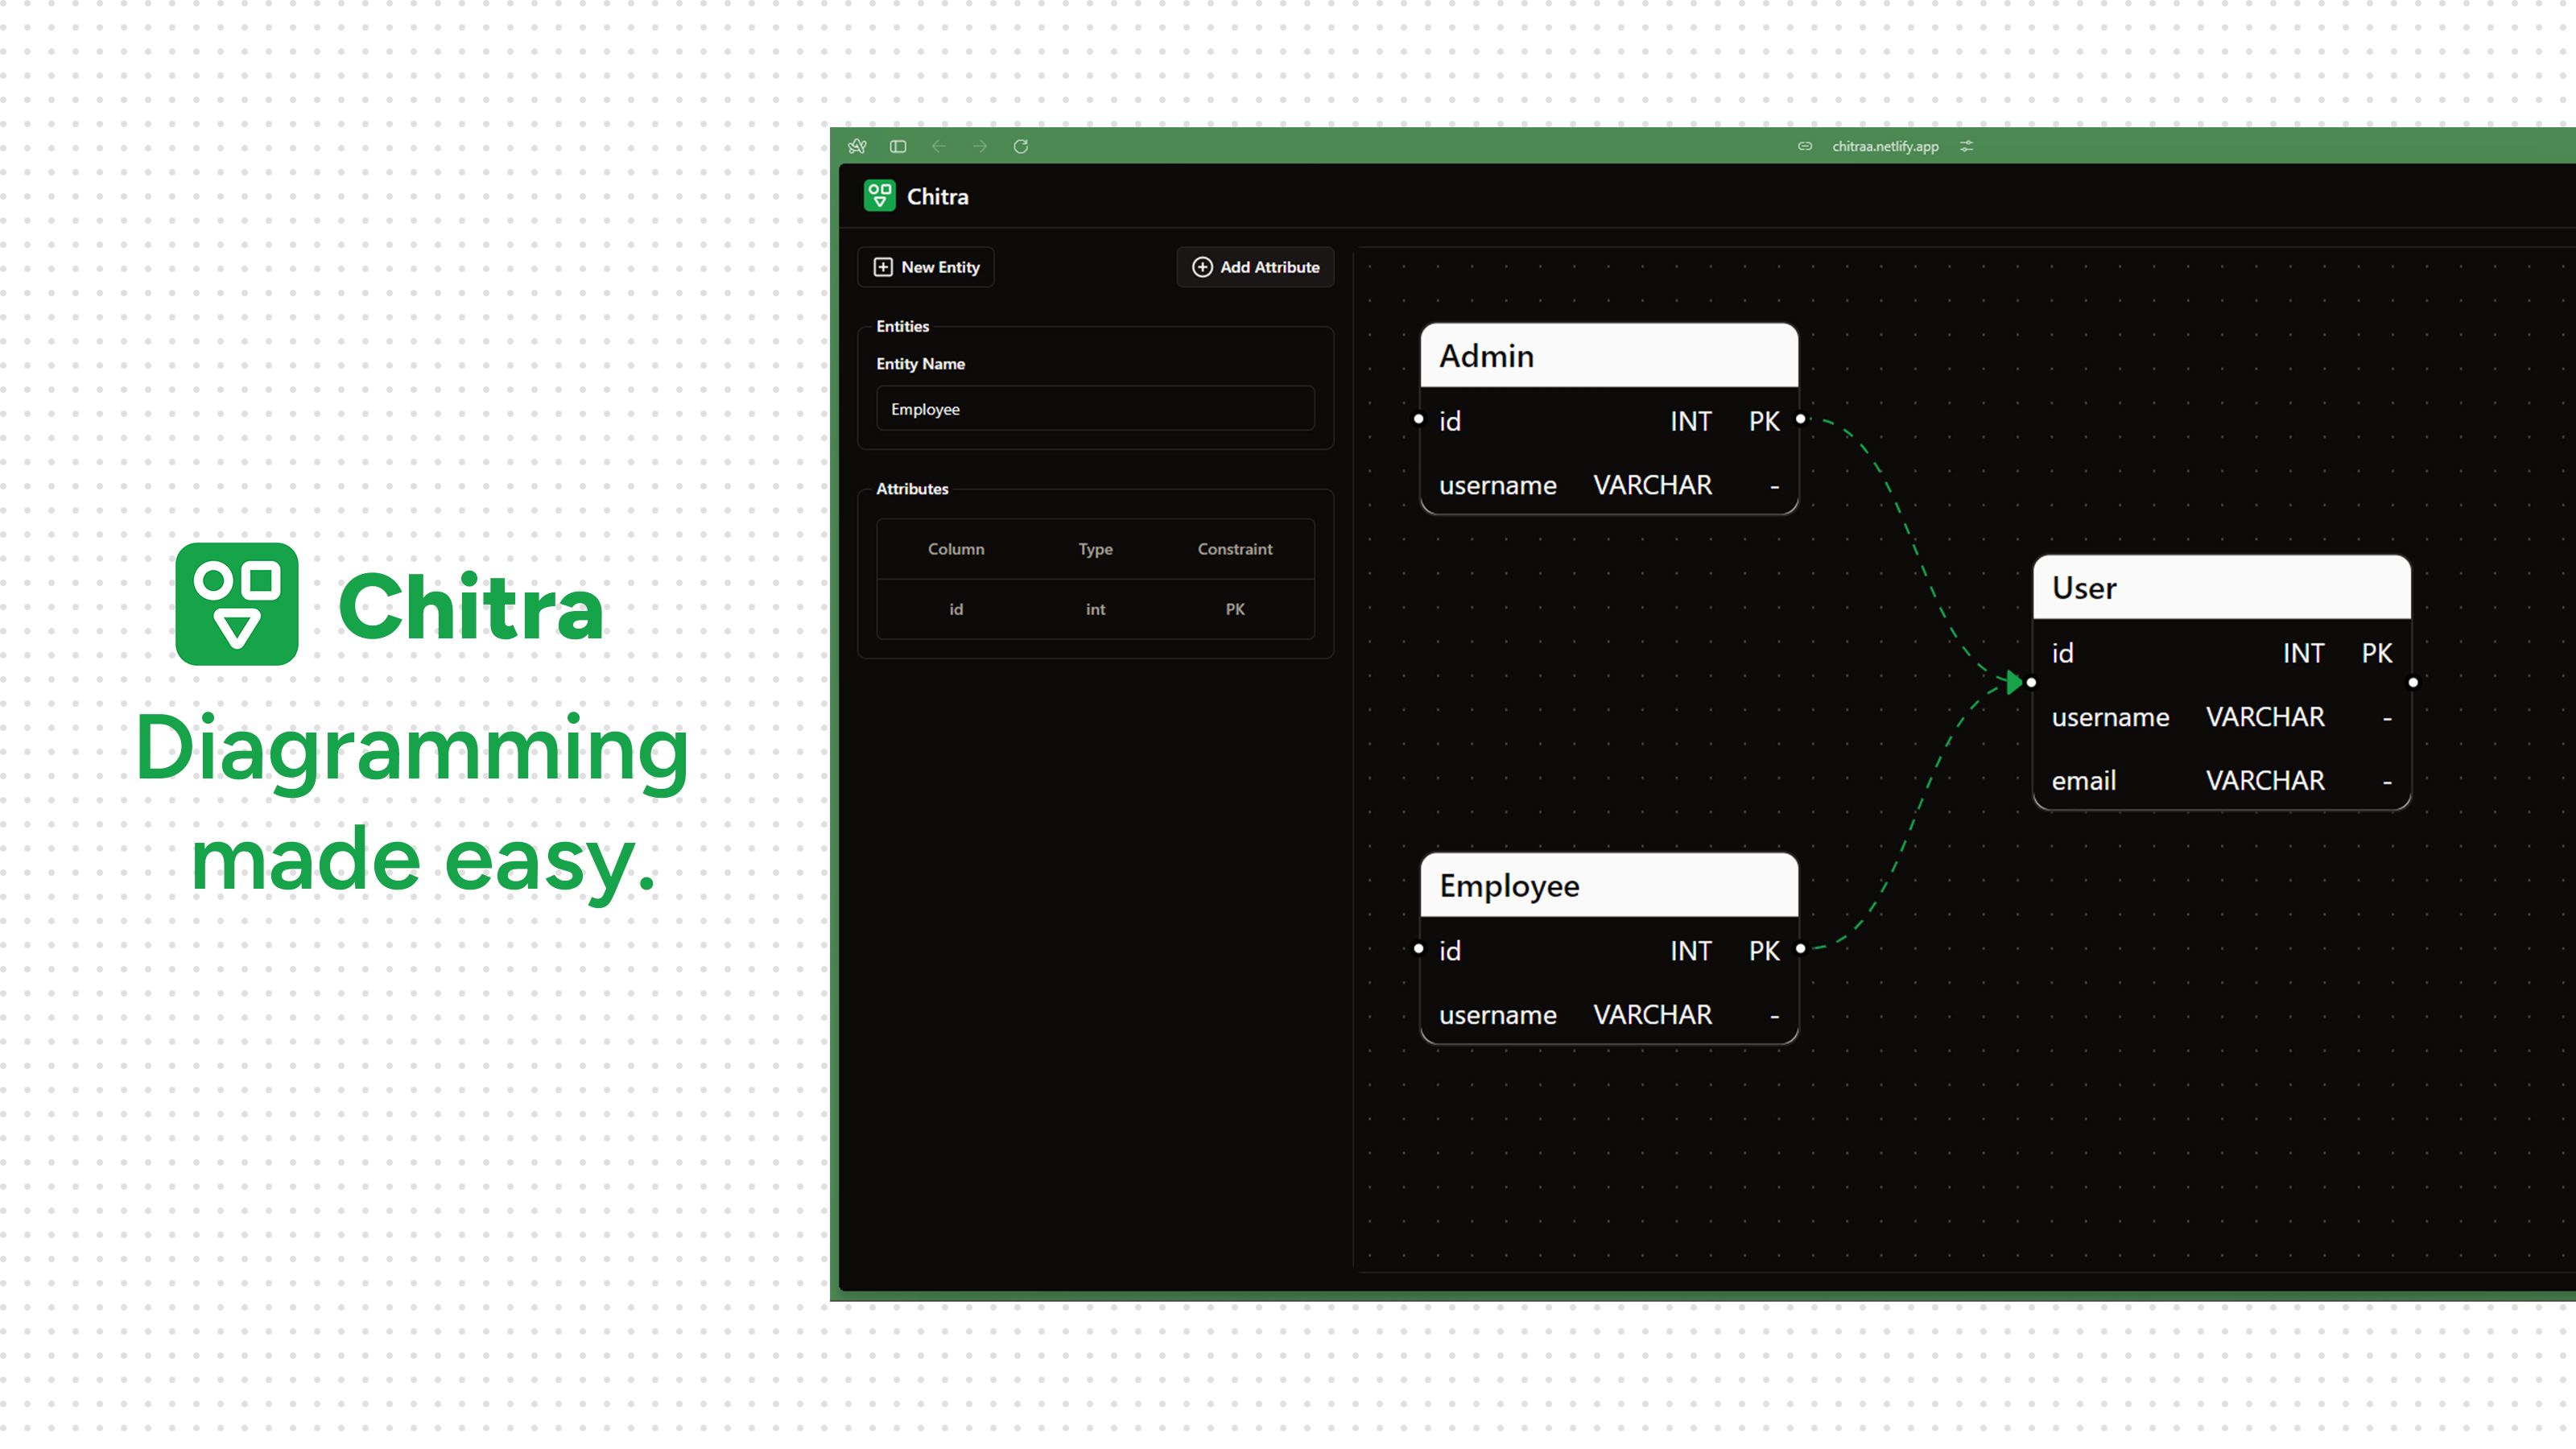 Chitra
Diagramming
made easy.
chitraa.netlify.app
Chitra
New Entity
Add Attribute
Entities
Entity Name
Employee
Attributes
Column Type Constraint
id int PK
Admin
id INT PK
username VARCHAR -
User
id INT PK
username VARCHAR -
email VARCHAR -
Employee
id INT PK
username VARCHAR -